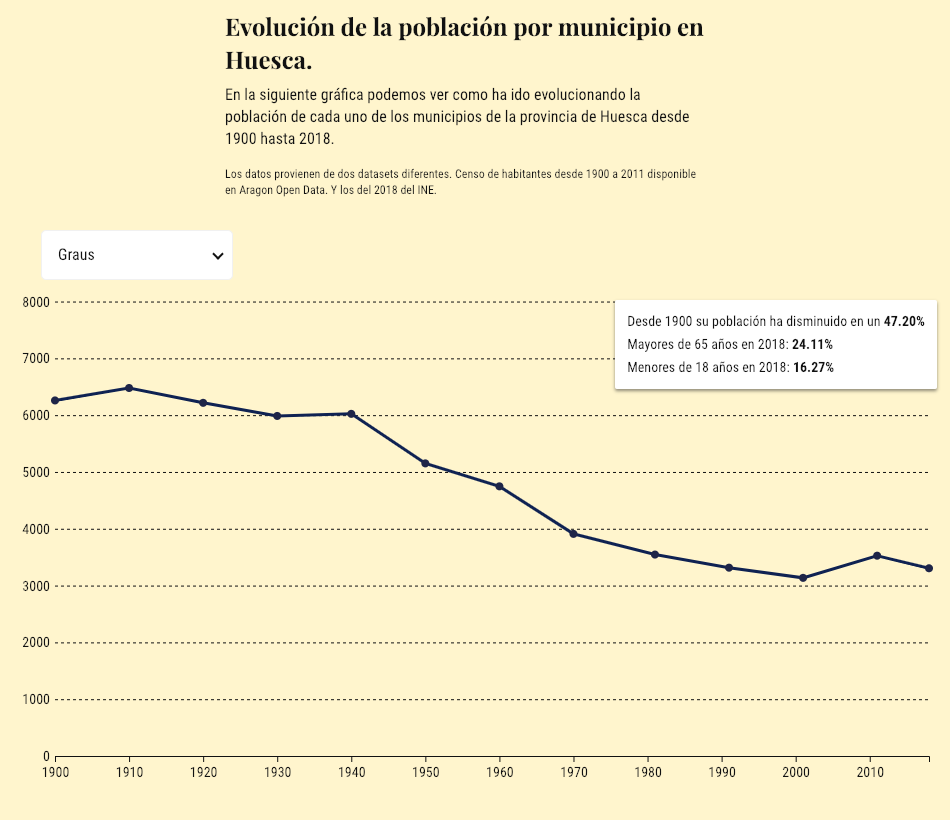 Evolución de la población por municipio en
Huesca.
En la siguiente gráfica podemos ver como ha ido evolucionando la
población de cada uno de los municipios de la provincia de Huesca desde
1900 hasta 2018.
Los datos provienen de dos datasets diferentes. Censo de habitantes desde 1900 a 2011 disponible
en Aragon Open Data. Y los del 2018 del INE.
Graus
Desde 1900 su población ha disminuido en un 47.20%
Mayores de 65 años en 2018: 24.11%
Menores de 18 años en 2018: 16.27%
8000
7000
6000
5000
4000
3000
2000
1000
0
1900 1910 1920 1930 1940 1950 1960 1970 1980 1990 2000 2010